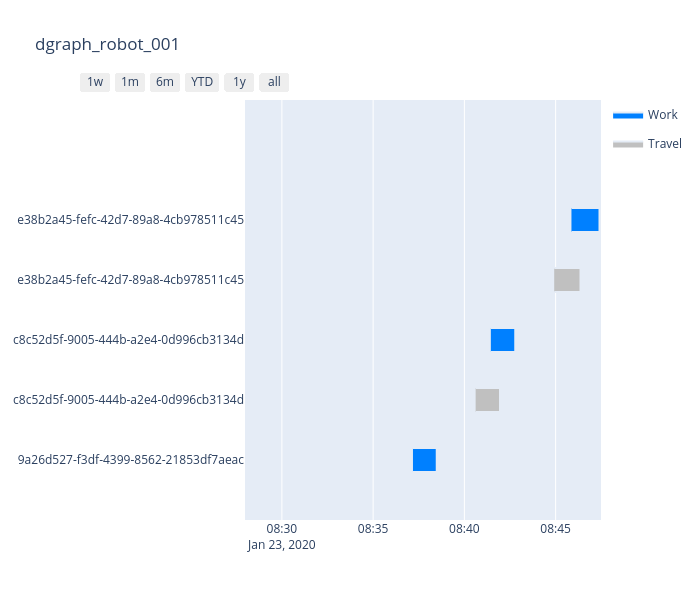 dgraph_robot_001
1w 1m 6m YTD 1y all
Work
Travel
e38b2a45-fefc-42d7-89a8-4cb978511c45
e38b2a45-fefc-42d7-89a8-4cb978511c45
c8c52d5f-9005-444b-a2e4-0d996cb3134d
c8c52d5f-9005-444b-a2e4-0d996cb3134d
9a26d527-f3df-4399-8562-21853df7aeac
08:30 08:35 08:40 08:45
Jan 23, 2020